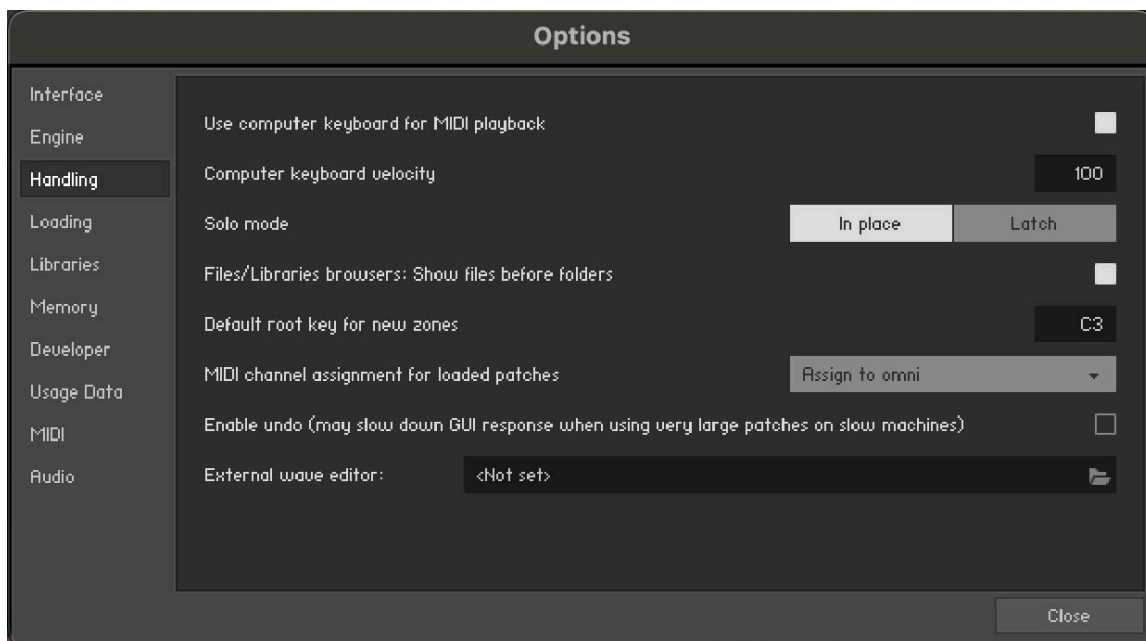 Options
Interface
Engine
Handling
Loading
Libraries
Memory
Developer
Usage Data
MIDI
Audio
Use computer keyboard for MIDI playback
Computer keyboard velocity 100
Solo mode In place Latch
Files/Libraries browsers: Show files before folders
Default root key for new zones C3
MIDI channel assignment for loaded patches Assign to omni
Enable undo (may slow down GUI response when using very large patches on slow machines)
External wave editor: <Not set>
Close